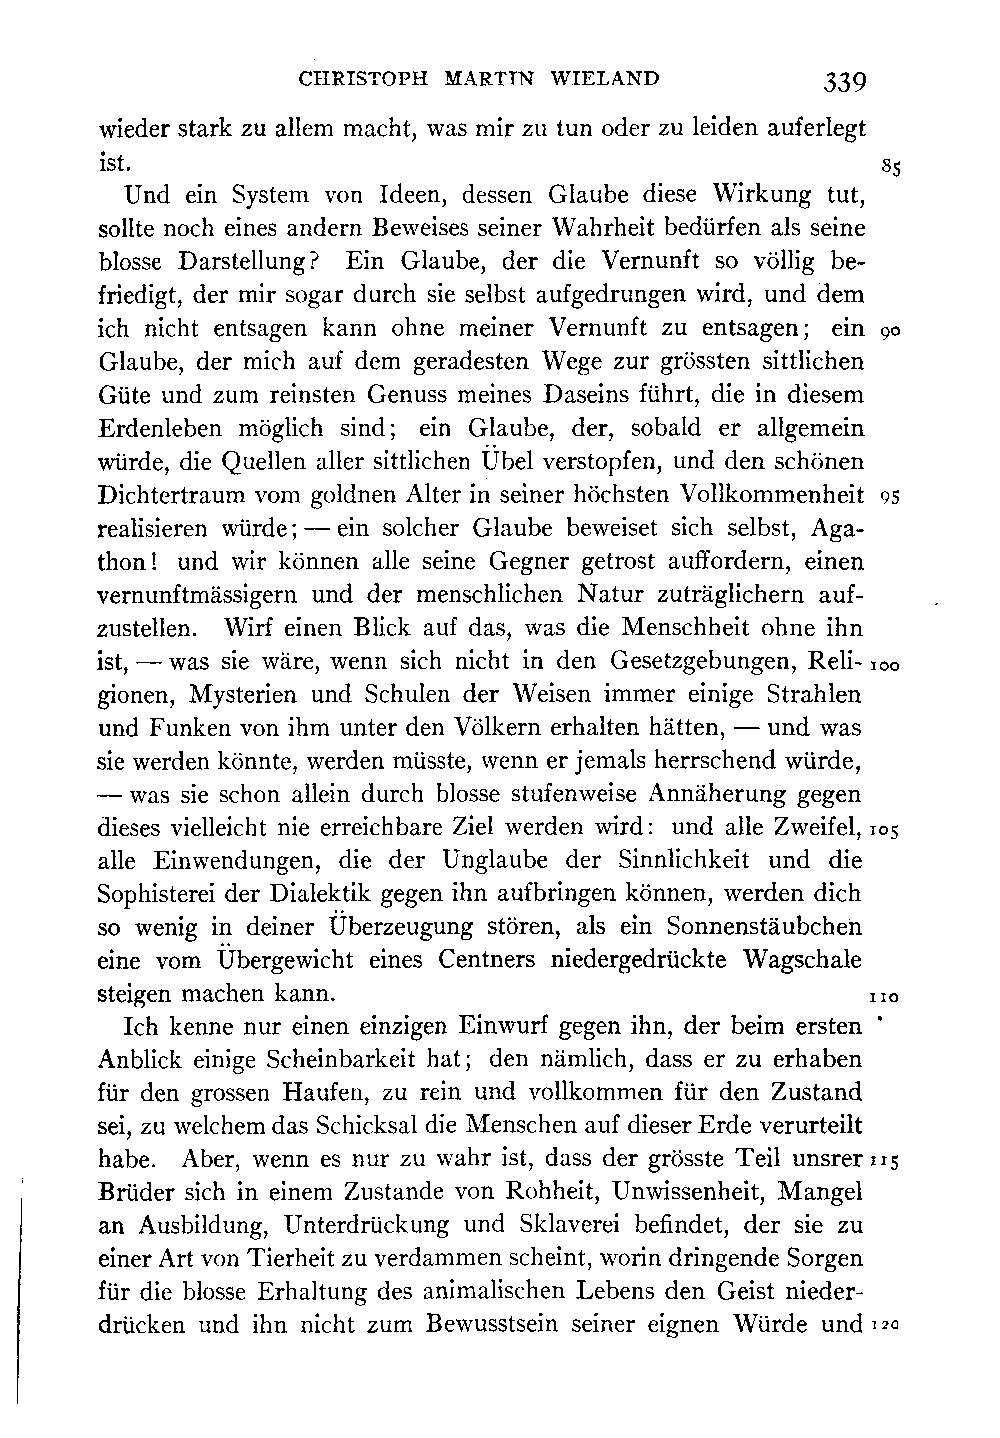 CHRISTOPH MARTIN WIELAND 339
wieder stark zu allem macht, was mir zu tun oder zu leiden auferlegt
ist. 85
Und ein System von Ideen, dessen Glaube diese Wirkung tut,
sollte noch eines andern Beweises seiner Wahrheit bedürfen als seine
blosse Darstellung? Ein Glaube, der die Vernunft so völlig be-
friedigt, der mir sogar durch sie selbst aufgedrungen wird, und dem
ich nicht entsagen kann ohne meiner Vernunft zu entsagen; ein 90
Glaube, der mich auf dem geradesten Wege zur grössten sittlichen
Güte und zum reinsten Genuss meines Daseins führt, die in diesem
Erdenleben möglich sind; ein Glaube, der, sobald er allgemein
würde, die Quellen aller sittlichen Übel verstopfen, und den schönen
Dichtertraum vom goldnen Alter in seiner höchsten Vollkommenheit 95
realisieren würde; — ein solcher Glaube beweiset sich selbst, Aga-
thon! und wir können alle seine Gegner getrost auffordern, einen
vernunftmässigern und der menschlichen Natur zuträglichern auf-
zustellen. Wirf einen Blick auf das, was die Menschheit ohne ihn
ist, — was sie wäre, wenn sich nicht in den Gesetzgebungen, Reli- 100
gionen, Mysterien und Schulen der Weisen immer einige Strahlen
und Funken von ihm unter den Völkern erhalten hätten, — und was
sie werden könnte, werden müsste, wenn er jemals herrschend würde,
— was sie schon allein durch blosse stufenweise Annäherung gegen
dieses vielleicht nie erreichbare Ziel werden wird: und alle Zweifel, 105
alle Einwendungen, die der Unglaube der Sinnlichkeit und die
Sophisterei der Dialektik gegen ihn aufbringen können, werden dich
so wenig in deiner Überzeugung stören, als ein Sonnenstäubchen
eine vom Übergewicht eines Centners niedergedrückte Wagschale
steigen machen kann. 110
Ich kenne nur einen einzigen Einwurf gegen ihn, der beim ersten
Anblick einige Scheinbarkeit hat; den nämlich, dass er zu erhaben
für den grossen Haufen, zu rein und vollkommen für den Zustand
sei, zu welchem das Schicksal die Menschen auf dieser Erde verurteilt
habe. Aber, wenn es nur zu wahr ist, dass der grösste Teil unsrer 115
Brüder sich in einem Zustande von Rohheit, Unwissenheit, Mangel
an Ausbildung, Unterdrückung und Sklaverei befindet, der sie zu
einer Art von Tierheit zu verdammen scheint, worin dringende Sorgen
für die blosse Erhaltung des animalischen Lebens den Geist nieder-
drücken und ihn nicht zum Bewusstsein seiner eignen Würde und 120